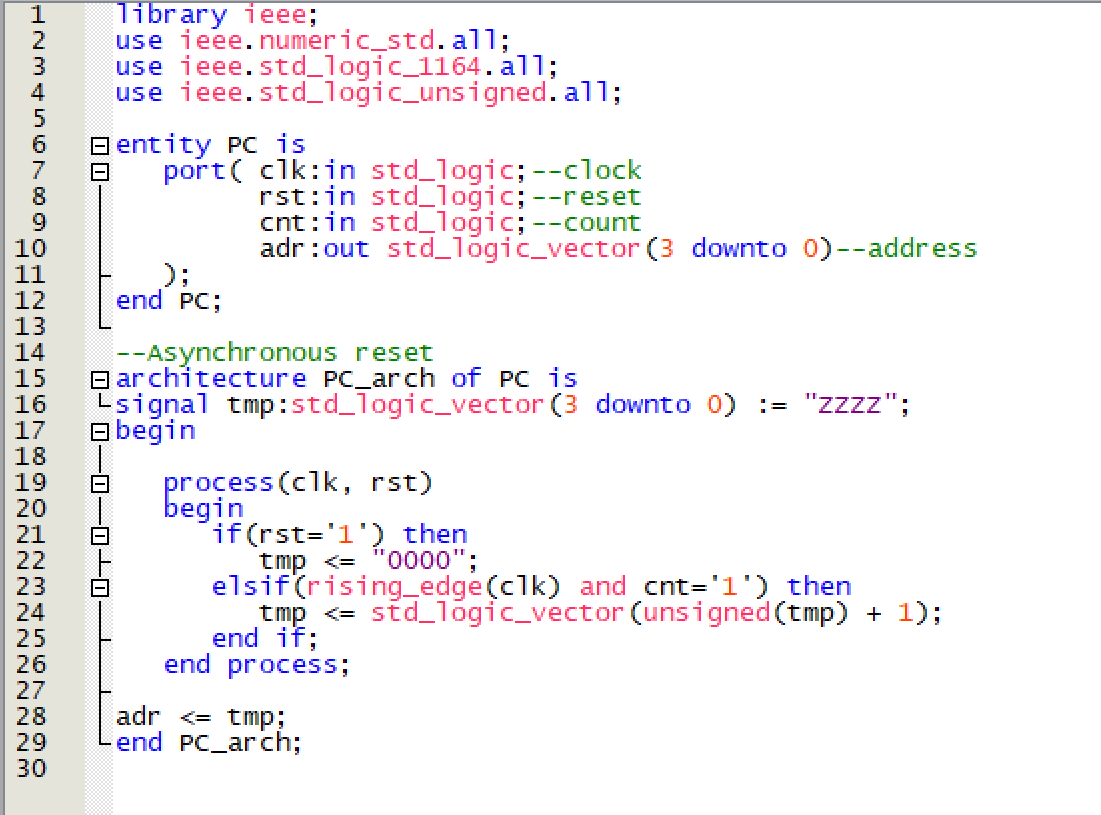 1 library ieee;
2 use ieee.numeric_std.all;
3 use ieee.std_logic_1164.all;
4 use ieee.std_logic_unsigned.all;
5
6 entity PC is
7 port( clk:in std_logic;--clock
8 rst:in std_logic;--reset
9 cnt:in std_logic;--count
10 adr:out std_logic_vector(3 downto 0)--address
11 );
12 end PC;
13
14 --Asynchronous reset
15 architecture PC_arch of PC is
16 signal tmp:std_logic_vector(3 downto 0) := "ZZZZ";
17 begin
18
19 process(clk, rst)
20 begin
21 if(rst='1') then
22 tmp <= "0000";
23 elsif(rising_edge(clk) and cnt='1') then
24 tmp <= std_logic_vector(unsigned(tmp) + 1);
25 end if;
26 end process;
27
28 adr <= tmp;
29 end PC_arch;
30